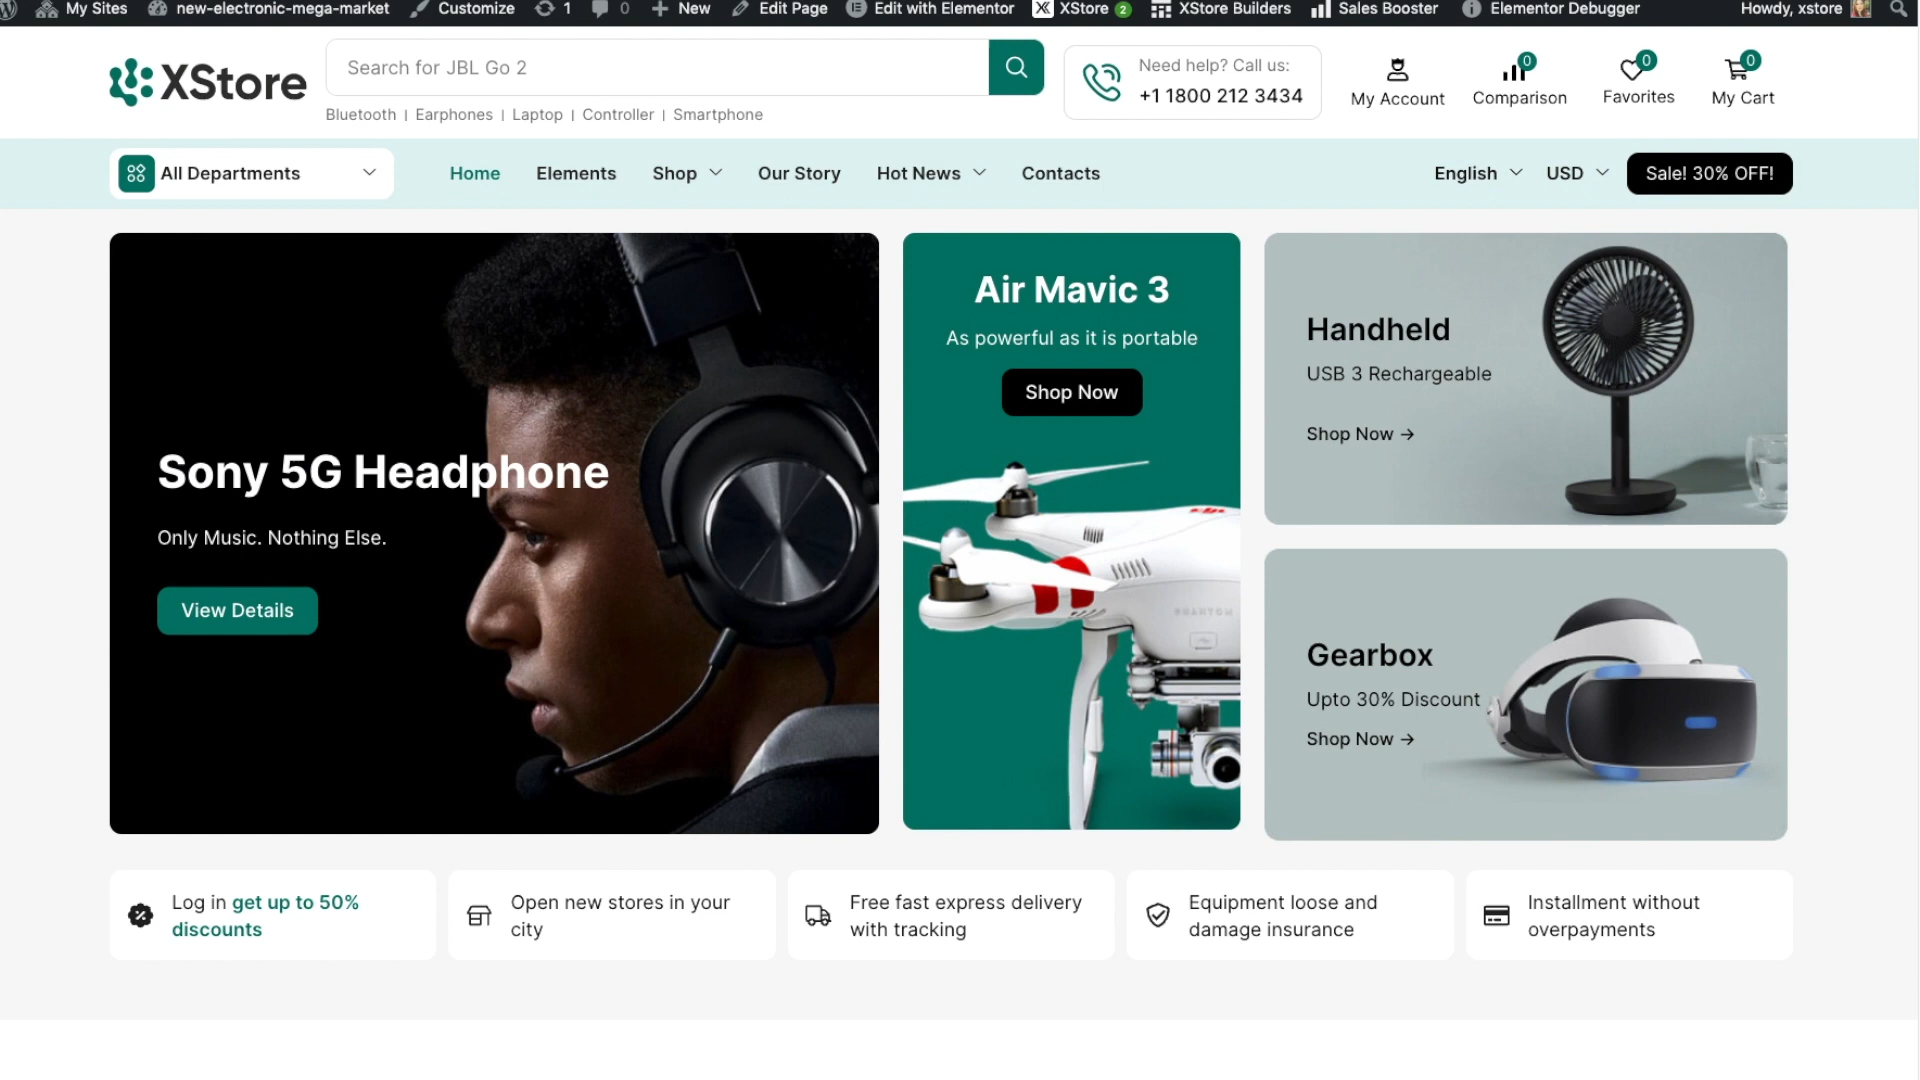 My Sites new-electronic-mega-market Customize 1 0 New Edit Page Edit with Elementor XStore 2 XStore Builders Sales Booster Elementor Debugger Howdy, xstore
XStore
Search for JBL Go 2
Bluetooth | Earphones | Laptop | Controller | Smartphone
Need help? Call us:
+1 1800 212 3434
My Account
0
Comparison
0
Favorites
0
My Cart
All Departments
Home Elements Shop Our Story Hot News Contacts
English USD Sale! 30% OFF!
Sony 5G Headphone
Only Music. Nothing Else.
View Details
Air Mavic 3
As powerful as it is portable
Shop Now
dji
PHANTOM
Handheld
USB 3 Rechargeable
Shop Now →
Gearbox
Upto 30% Discount
Shop Now →
Log in get up to 50%
discounts
Open new stores in your
city
Free fast express delivery
with tracking
Equipment loose and
damage insurance
Installment without
overpayments